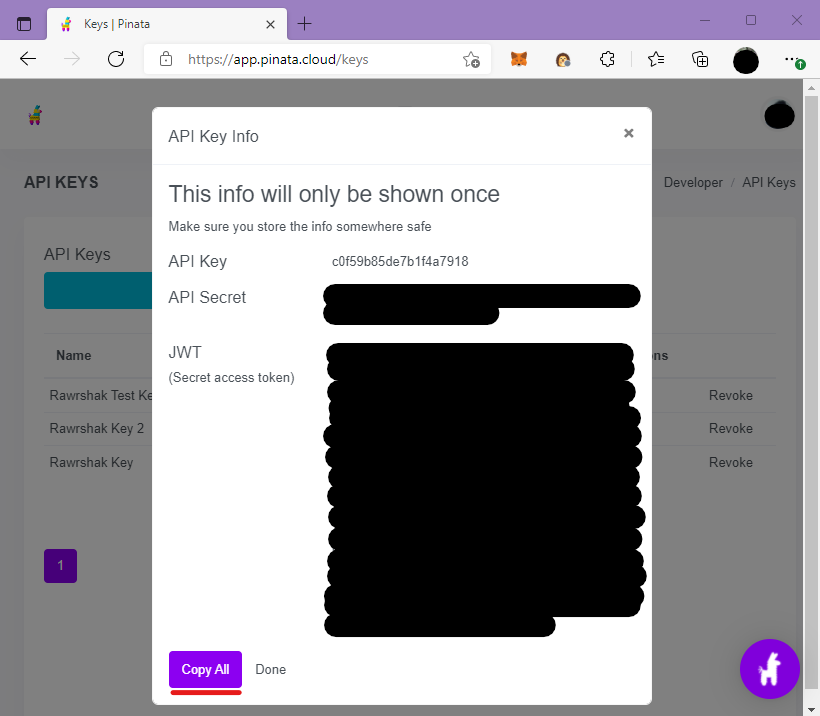 Keys | Pinata
https://app.pinata.cloud/keys
API Key Info
×
API KEYS
Developer / API Keys
This info will only be shown once
Make sure you store the info somewhere safe
API Keys
API Key
c0f59b85de7b1f4a7918
API Secret
JWT
(Secret access token)
Name
ns
Rawrshak Test Ke
Revoke
Rawrshak Key 2
Revoke
Rawrshak Key
Revoke
1
Copy All
Done